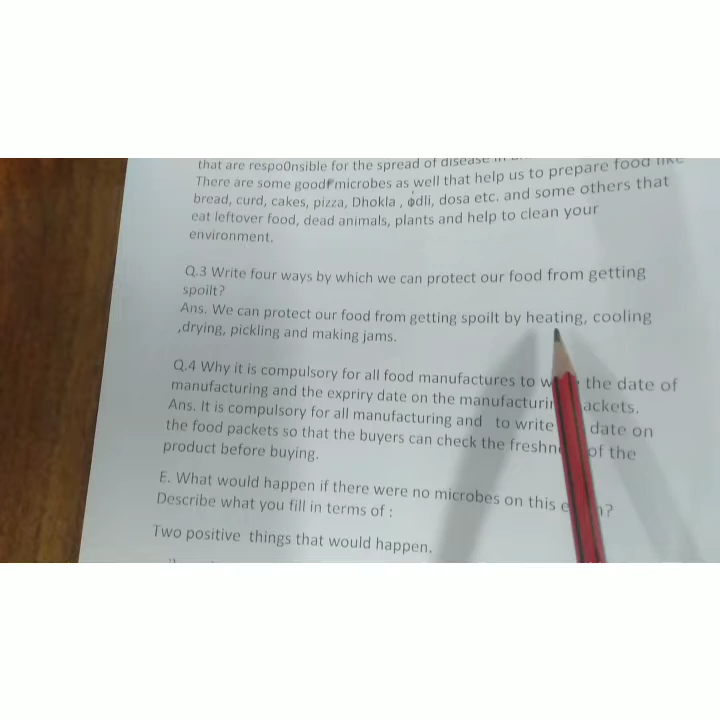 that are respo0nsible for the spread of disease in
There are some good microbes as well that help us to prepare food like
bread, curd, cakes, pizza, Dhokla , idli, dosa etc. and some others that
eat leftover food, dead animals, plants and help to clean your
environment.
Q.3 Write four ways by which we can protect our food from getting
spoilt?
Ans. We can protect our food from getting spoilt by heating, cooling
,drying, pickling and making jams.
Q.4 Why it is compulsory for all food manufactures to the date of
manufacturing and the expriry date on the manufacturin ackets.
Ans. It is compulsory for all manufacturing and to write date on
the food packets so that the buyers can check the freshn of the
product before buying.
E. What would happen if there were no microbes on this e h?
Describe what you fill in terms of :
Two positive things that would happen.